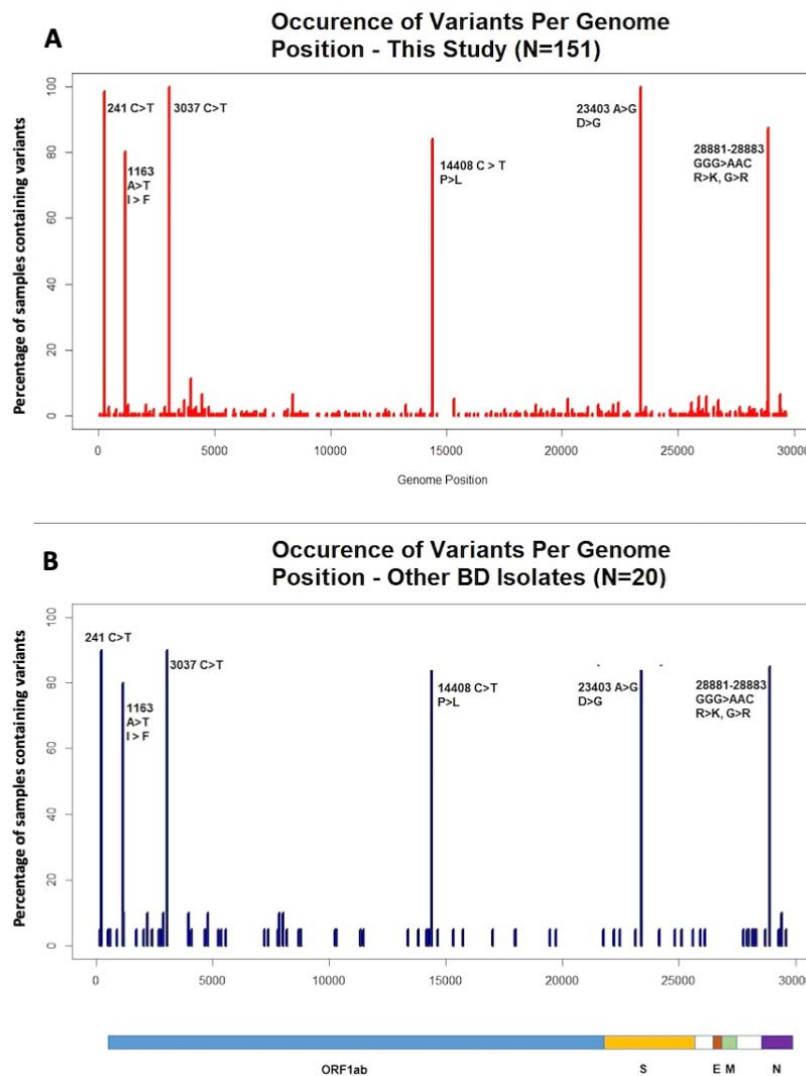 A
Occurence of Variants Per Genome
Position - This Study (N=151)
Percentage of samples containing variants
100
80
60
40
20
0
241 C>T
3037 C>T
23403 A>G
D>G
1163
A>T
I > F
14408 C > T
P>L
28881-28883
GGG>AAC
R>K, G>R
0 5000 10000 15000 20000 25000 30000
Genome Position
B
Occurence of Variants Per Genome
Position - Other BD Isolates (N=20)
Percentage of samples containing variants
100
80
60
40
20
0
241 C>T
3037 C>T
1163
A>T
I > F
14408 C>T
P>L
23403 A>G
D>G
28881-28883
GGG>AAC
R>K, G>R
0 5000 10000 15000 20000 25000 30000
ORF1ab S E M N